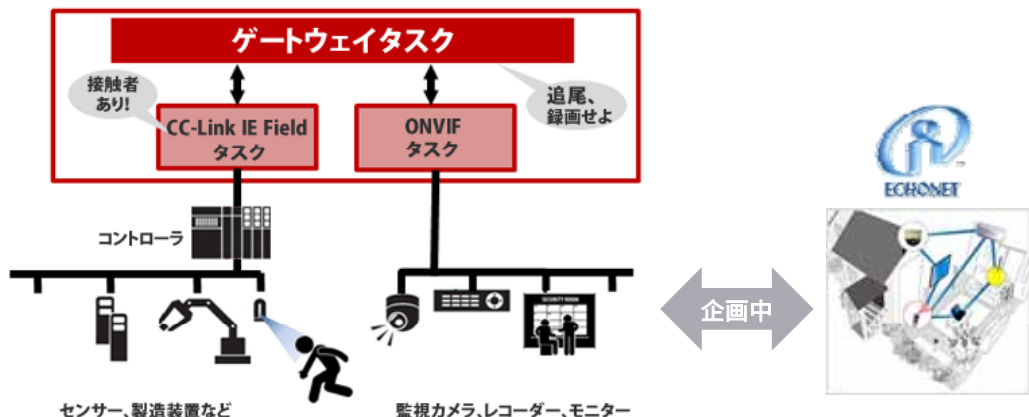 ゲートウェイタスク
接触者
あり!
追尾、
録画せよ
CC-Link IE Field
タスク
ONVIF
タスク
コントローラ
SECURITY ROOM
企画中
ECHONET
センサー、製造装置など
監視カメラ、レコーダー、モニター